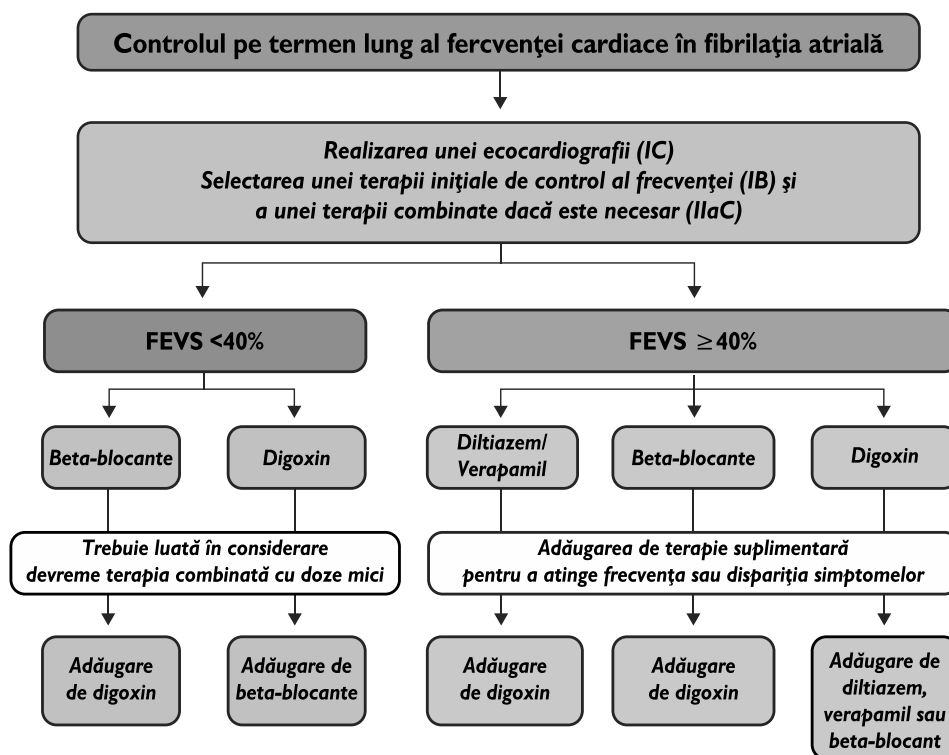 Controlul pe termen lung al fercvenţei cardiace în fibrilaţia atrială
Realizarea unei ecocardiografii (IC)
Selectarea unei terapii iniţiale de control al frecvenţei (IB) şi
a unei terapii combinate dacă este necesar (IIaC)
FEVS <40%
FEVS ≥40%
Beta-blocante
Digoxin
Diltiazem/
Verapamil
Beta-blocante
Digoxin
Trebuie luată în considerare
devreme terapia combinată cu doze mici
Adăugarea de terapie suplimentară
pentru a atinge frecvenţa sau dispariţia simptomelor
Adăugare
de digoxin
Adăugare de
beta-blocante
Adăugare
de digoxin
Adăugare
de digoxin
Adăugare de
diltiazem,
verapamil sau
beta-blocant